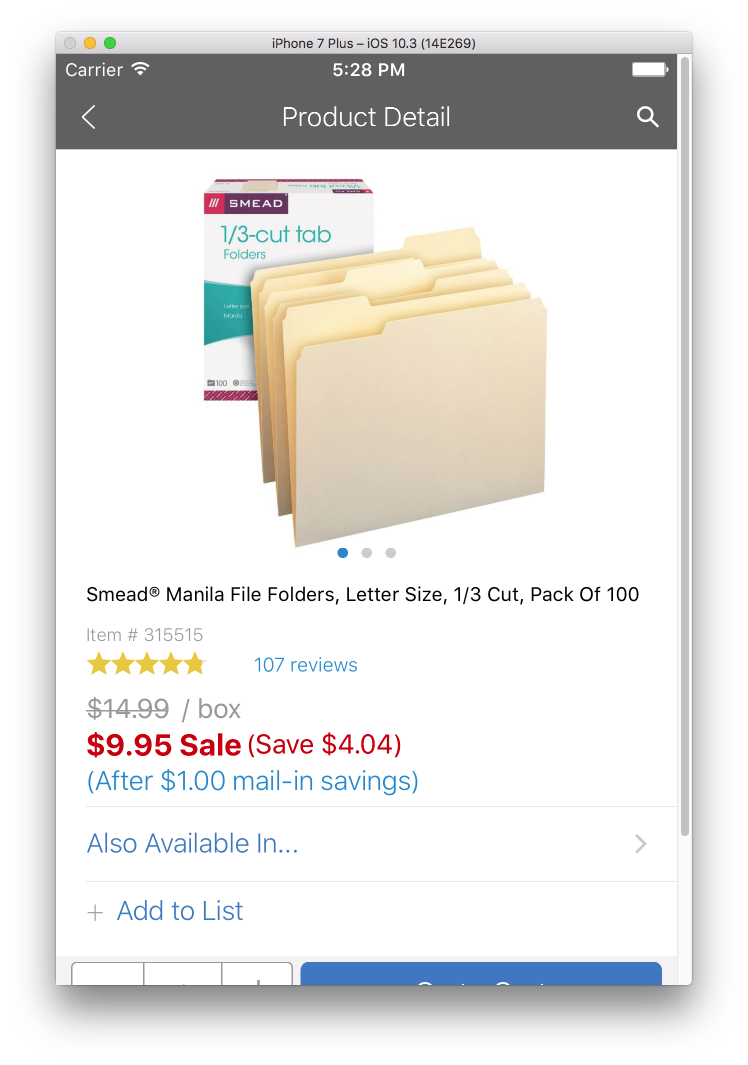 iPhone 7 Plus – iOS 10.3 (14E269)
Carrier 5:28 PM
Product Detail
SMEAD
1/3-cut tab
Folders
Letter size
Manila
100
Smead® Manila File Folders, Letter Size, 1/3 Cut, Pack Of 100
Item # 315515
107 reviews
$14.99 / box
$9.95 Sale (Save $4.04)
(After $1.00 mail-in savings)
Also Available In...
+ Add to List